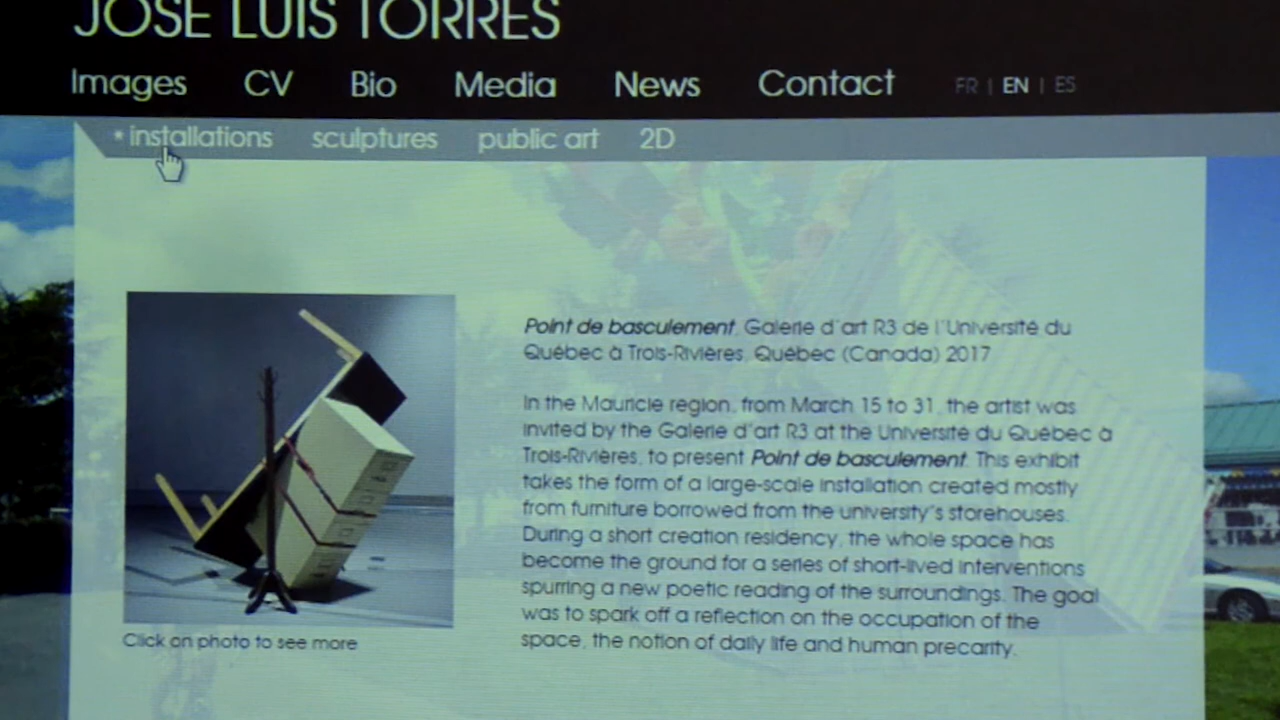 JOSE LUIS TORRES
Images CV Bio Media News Contact FR | EN | ES
* installations sculptures public art 2D
Point de basculement, Galerie d'art R3 de l'Université du
Québec à Trois-Rivières, Québec (Canada) 2017
In the Mauricie region, from March 15 to 31, the artist was
invited by the Galerie d'art R3 at the Université du Québec à
Trois-Rivières, to present Point de basculement. This exhibit
takes the form of a large-scale installation created mostly
from furniture borrowed from the university's storehouses.
During a short creation residency, the whole space has
become the ground for a series of short-lived interventions
spurring a new poetic reading of the surroundings. The goal
was to spark off a reflection on the occupation of the
space, the notion of daily life and human precarity.
Click on photo to see more